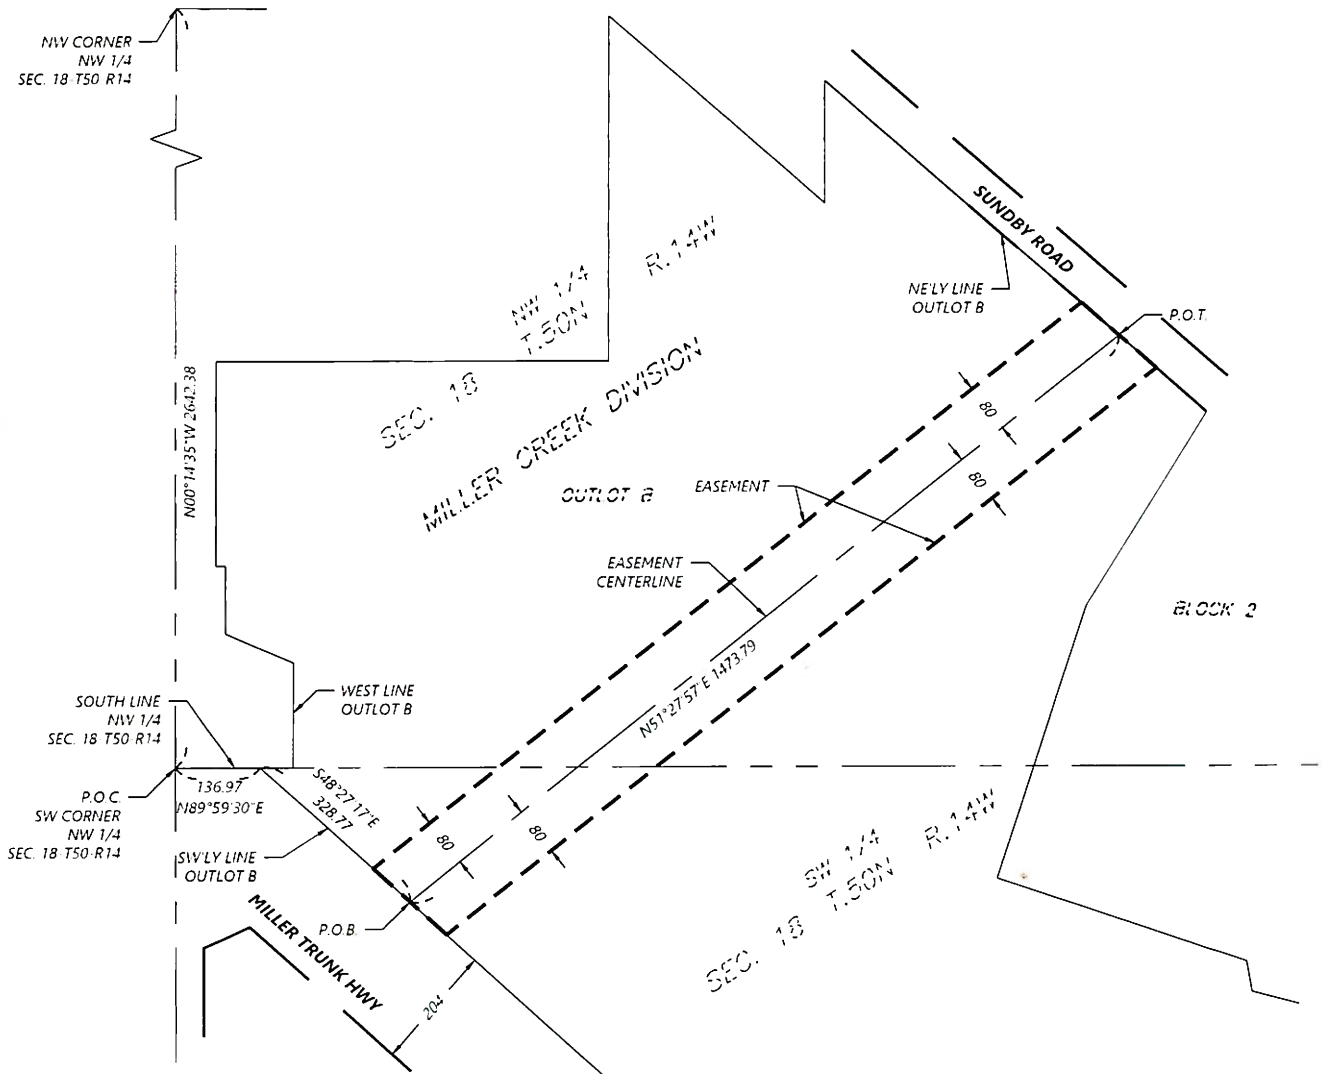 NW CORNER
NW 1/4
SEC. 18-T50-R14
SUNDBY ROAD
NW 1/4
T.50N
R.14W
NE'LY LINE
OUTLOT B
P.O.T.
SEC. 18
MILLER CREEK DIVISION
N00°14'35"W 2642.38
80
80
OUTLOT B
EASEMENT
EASEMENT
CENTERLINE
BLOCK 2
N51°27'57"E 1473.79
WEST LINE
OUTLOT B
SOUTH LINE
NW 1/4
SEC. 18-T50-R14
136.97
N89°59'30"E
S48°27'17"E
328.77
P.O.C.
SW CORNER
NW 1/4
SEC. 18-T50-R14
80
80
SW'LY LINE
OUTLOT B
SW 1/4
T.50N
R.14W
SEC. 18
P.O.B.
MILLER TRUNK HWY
204